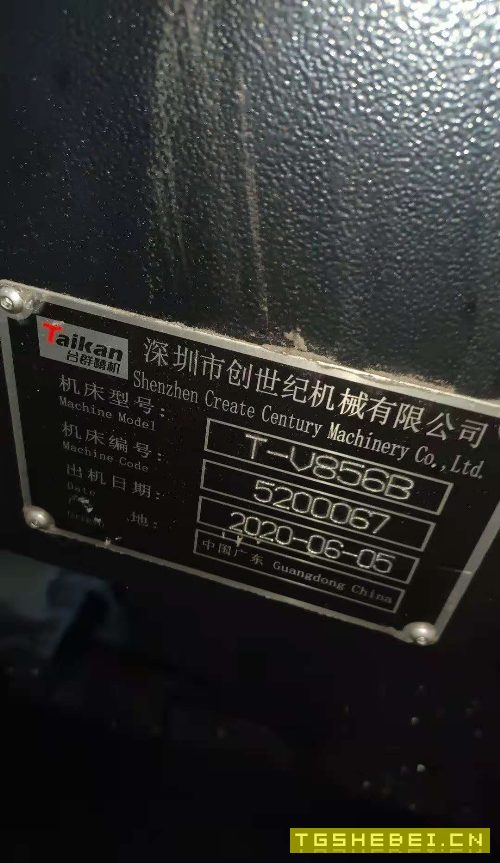 Taikan
台群精机
深圳市创世纪机械有限公司
Shenzhen Create Century Machinery Co.,Ltd.
机床型号: T-V856B
Machine Model
机床编号: 5200067
Machine Code
出机日期: 2020-06-05
Date
地: 中国广东 Guangdong China
TGSHEBEI.CN